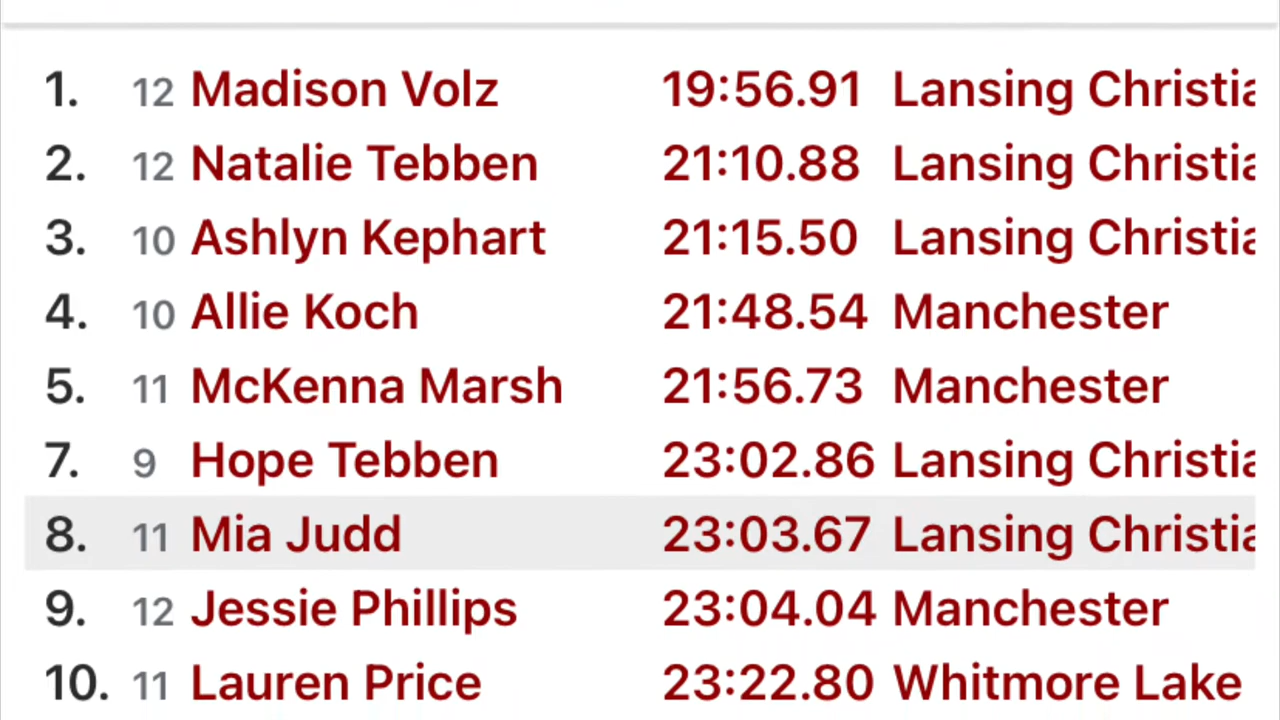 1. 12 Madison Volz 19:56.91 Lansing Christia
2. 12 Natalie Tebben 21:10.88 Lansing Christia
3. 10 Ashlyn Kephart 21:15.50 Lansing Christia
4. 10 Allie Koch 21:48.54 Manchester
5. 11 McKenna Marsh 21:56.73 Manchester
7. 9 Hope Tebben 23:02.86 Lansing Christia
8. 11 Mia Judd 23:03.67 Lansing Christia
9. 12 Jessie Phillips 23:04.04 Manchester
10. 11 Lauren Price 23:22.80 Whitmore Lake